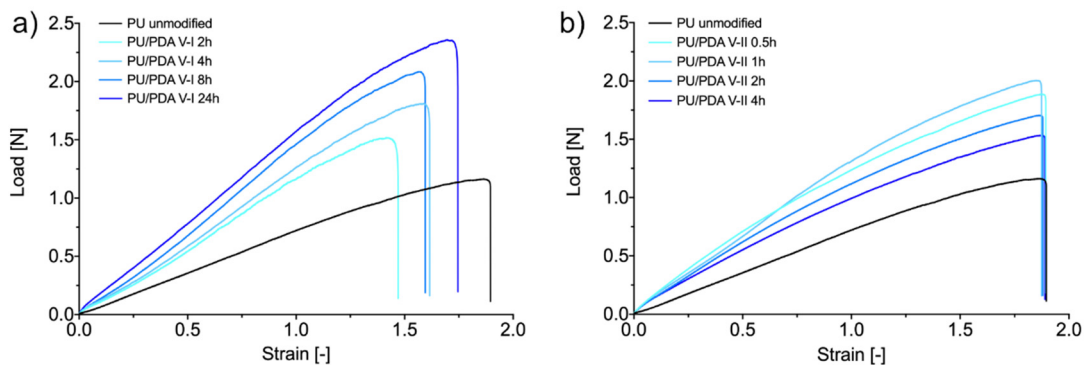 a)
Load [N]
2.5
2.0
1.5
1.0
0.5
0.0
PU unmodified
PU/PDA V-I 2h
PU/PDA V-I 4h
PU/PDA V-I 8h
PU/PDA V-I 24h
0.0 0.5 1.0 1.5 2.0
Strain [-]
b)
Load [N]
2.5
2.0
1.5
1.0
0.5
0.0
PU unmodified
PU/PDA V-II 0.5h
PU/PDA V-II 1h
PU/PDA V-II 2h
PU/PDA V-II 4h
0.0 0.5 1.0 1.5 2.0
Strain [-]